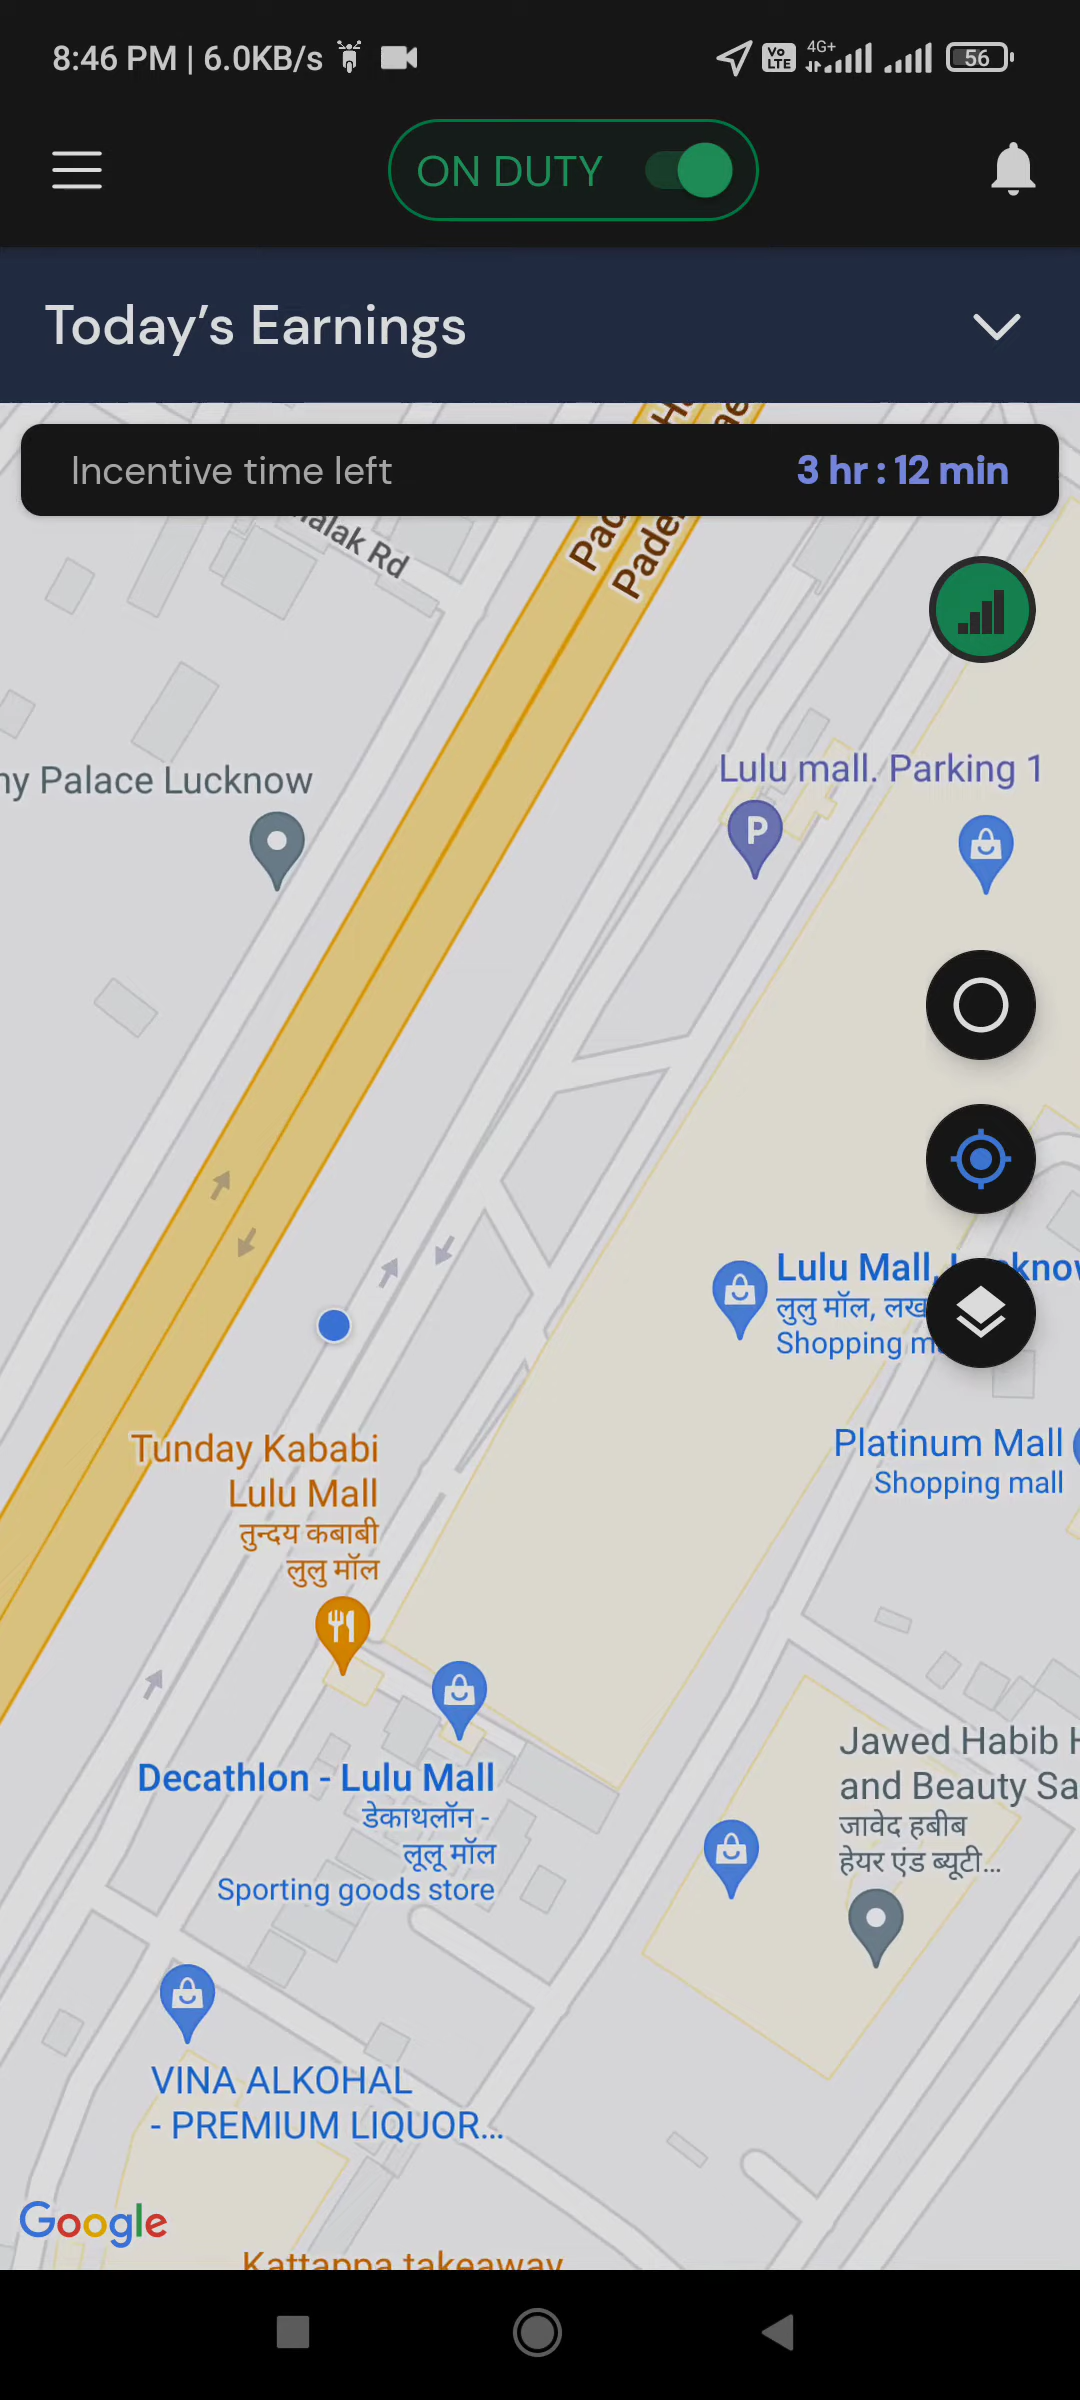 8:46 PM | 6.0KB/s
Vo LTE
4G+
56
ON DUTY
Today's Earnings
Incentive time left
3 hr : 12 min
Rd
Palace Lucknow
Lulu mall. Parking 1
P
Lulu Mall,
लुलु मॉल,
Shopping
Platinum Mall
Shopping mall
Tunday Kababi
Lulu Mall
तुन्दय कबाबी
लुलु मॉल
Decathlon - Lulu Mall
डेकाथलॉन -
लूलू मॉल
Sporting goods store
Jawed Habib
and Beauty
जावेद हबीब
हेयर एंड ब्यूटी...
VINA ALKOHAL
- PREMIUM LIQUOR...
Google
Kattappa takeaway